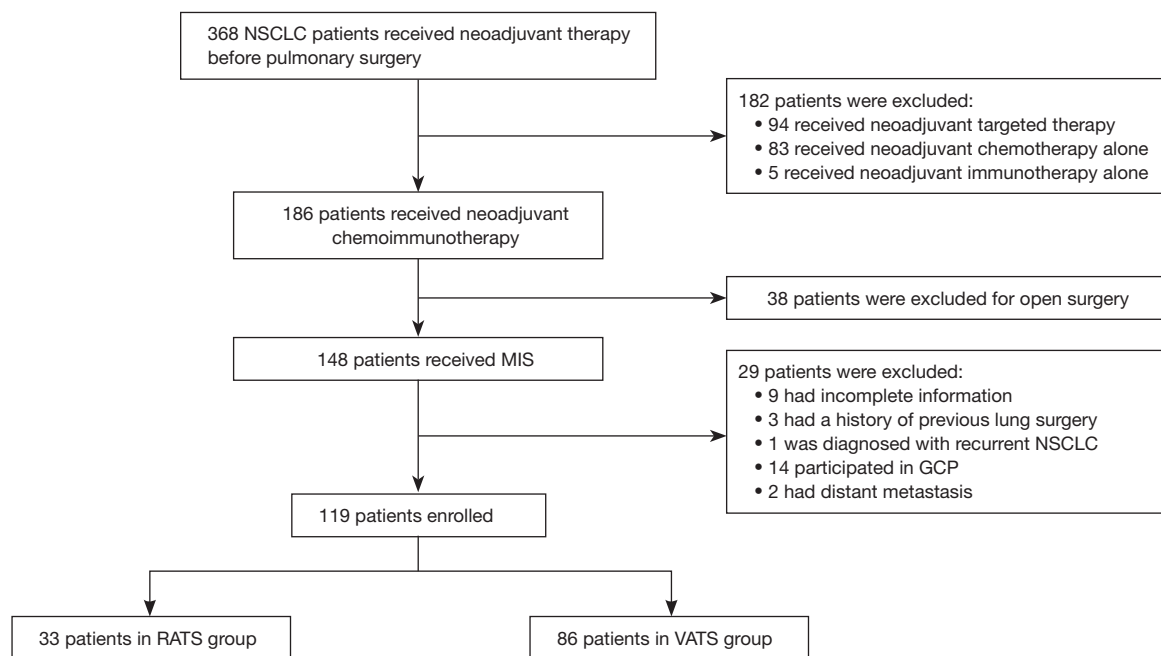 368 NSCLC patients received neoadjuvant therapy
before pulmonary surgery
182 patients were excluded:
• 94 received neoadjuvant targeted therapy
• 83 received neoadjuvant chemotherapy alone
• 5 received neoadjuvant immunotherapy alone
186 patients received neoadjuvant
chemoimmunotherapy
38 patients were excluded for open surgery
148 patients received MIS
29 patients were excluded:
• 9 had incomplete information
• 3 had a history of previous lung surgery
• 1 was diagnosed with recurrent NSCLC
• 14 participated in GCP
• 2 had distant metastasis
119 patients enrolled
33 patients in RATS group
86 patients in VATS group